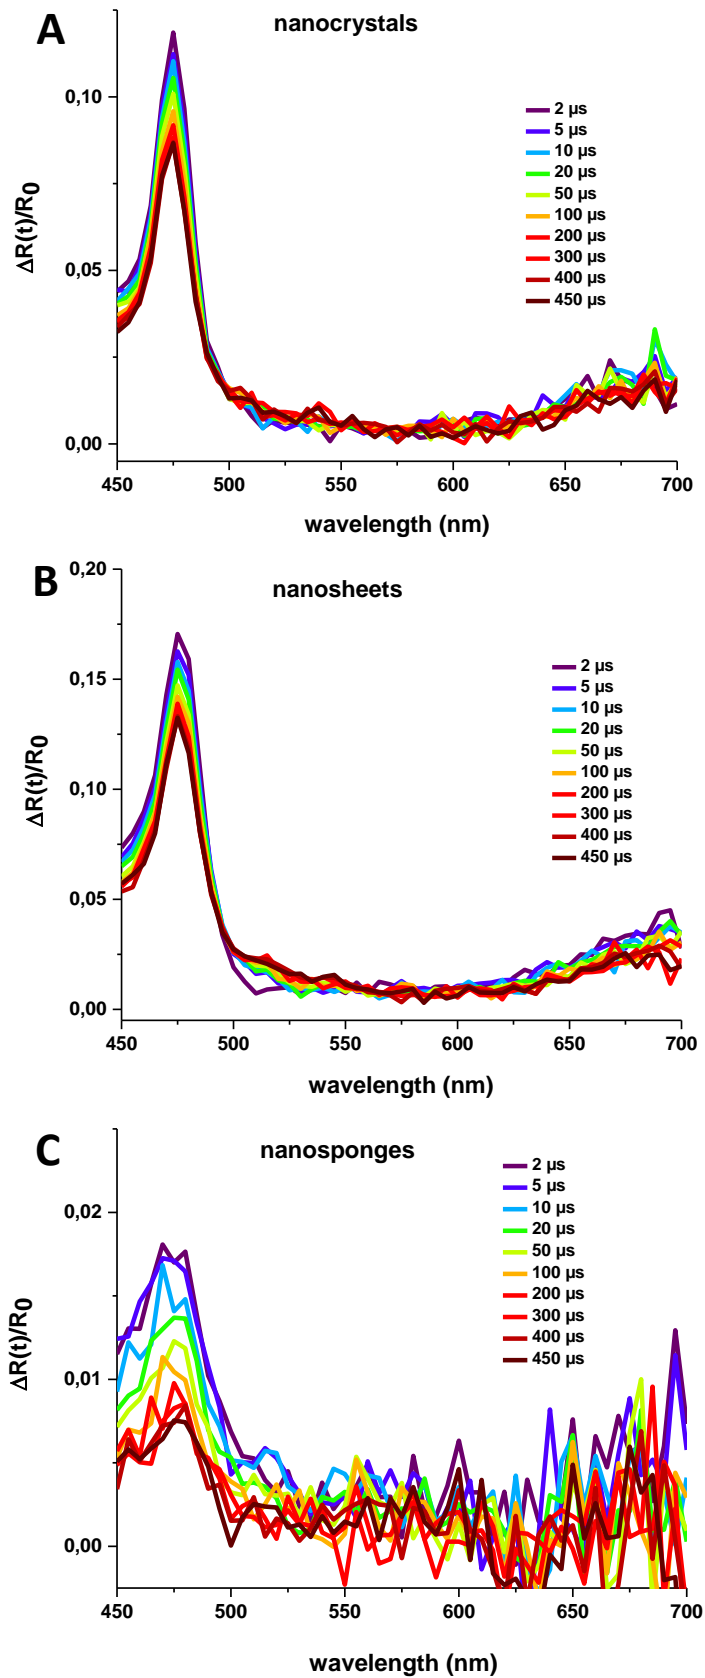 A
nanocrystals
0,10
0,05
0,00
ΔR(t)/R0
2 µs
5 µs
10 µs
20 µs
50 µs
100 µs
200 µs
300 µs
400 µs
450 µs
450 500 550 600 650 700
wavelength (nm)
B
nanosheets
0,20
0,15
0,10
0,05
0,00
ΔR(t)/R0
2 µs
5 µs
10 µs
20 µs
50 µs
100 µs
200 µs
300 µs
400 µs
450 µs
450 500 550 600 650 700
wavelength (nm)
C
nanosponges
0,02
0,01
0,00
ΔR(t)/R0
2 µs
5 µs
10 µs
20 µs
50 µs
100 µs
200 µs
300 µs
400 µs
450 µs
450 500 550 600 650 700
wavelength (nm)